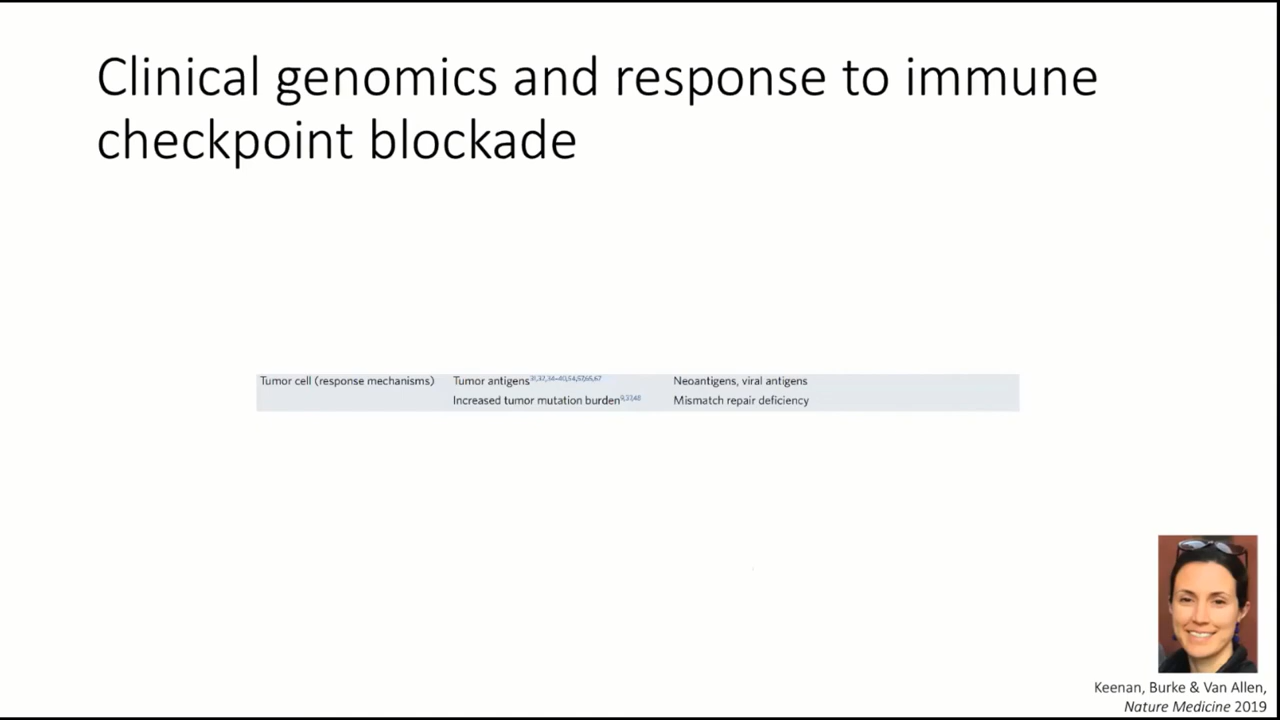 Clinical genomics and response to immune
checkpoint blockade
Tumor cell (response mechanisms) Tumor antigens Neoantigens, viral antigens
Increased tumor mutation burden Mismatch repair deficiency
Keenan, Burke & Van Allen,
Nature Medicine 2019